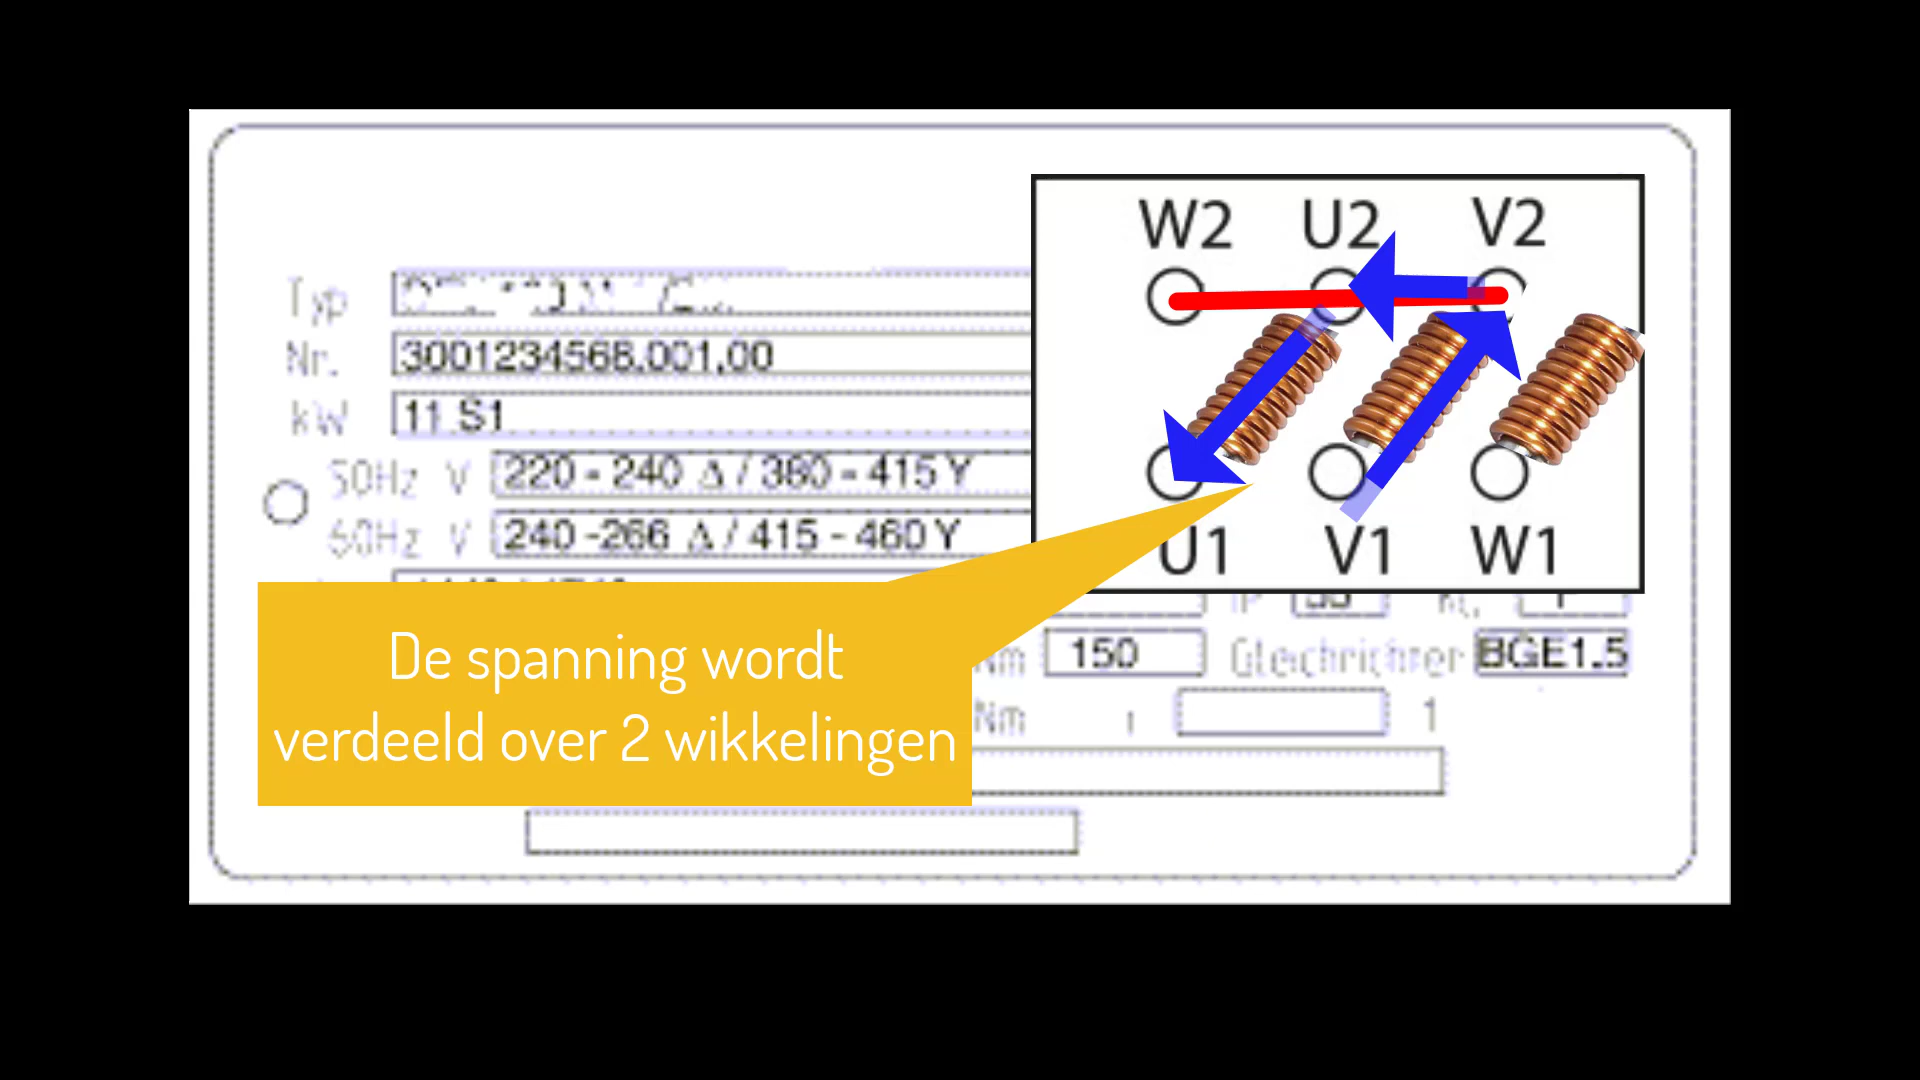 W2 U2 V2
Typ
Nr. 3001234568.001.00
kW 11 S1
50Hz V 220 - 240 Δ / 380 - 415 Y
60Hz V 240 -266 Δ / 415 - 460 Y
U1 V1 W1
De spanning wordt
verdeeld over 2 wikkelingen
Nm 150 Gleichrichter BGE1.5
Nm